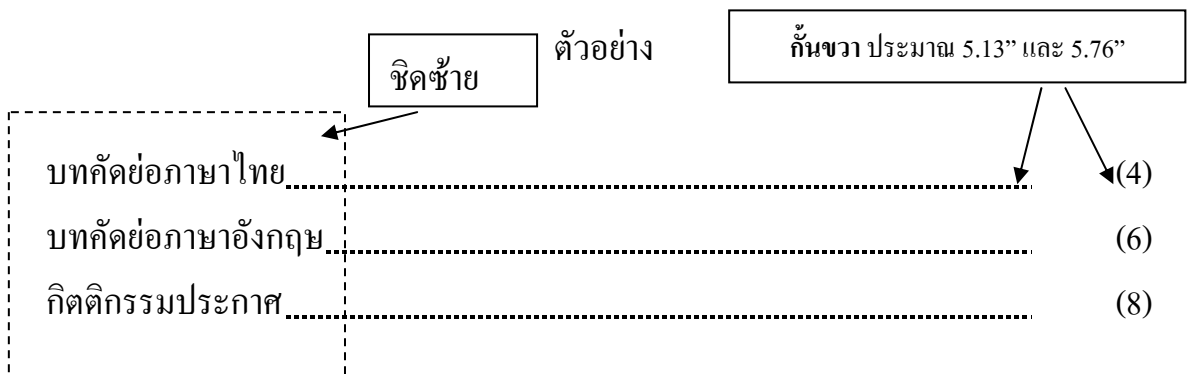 ตัวอย่าง
ชิดซ้าย
กั้นขวา ประมาณ 5.13” และ 5.76”
บทคัดย่อภาษาไทย (4)
บทคัดย่อภาษาอังกฤษ (6)
กิตติกรรมประกาศ (8)